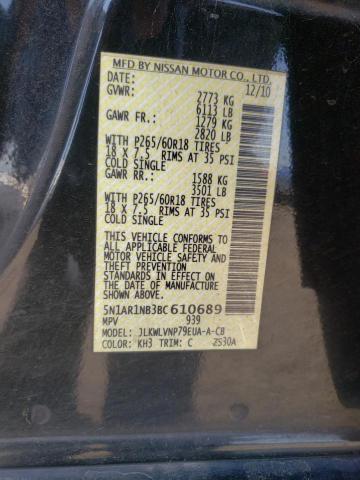 MFD BY NISSAN MOTOR CO., LTD.
DATE: 12/10
GVWR: 2773 KG
6113 LB
GAWR FR.: 1279 KG
2820 LB
WITH P265/60R18 TIRES
18 X 7.5 RIMS AT 35 PSI
COLD SINGLE
GAWR RR.: 1588 KG
3501 LB
WITH P265/60R18 TIRES
18 X 7.5 RIMS AT 35 PSI
COLD SINGLE
THIS VEHICLE CONFORMS TO
ALL APPLICABLE FEDERAL
MOTOR VEHICLE SAFETY
AND THEFT PREVENTION
STANDARDS IN EFFECT ON
THE DATE OF MANUFACTURE
SHOWN ABOVE.
5N1AR1NB3BC610689
MPV 939
MODEL: JLKWLVNP79EUA-A-CB
COLOR: KH3 TRIM: C ZS30A